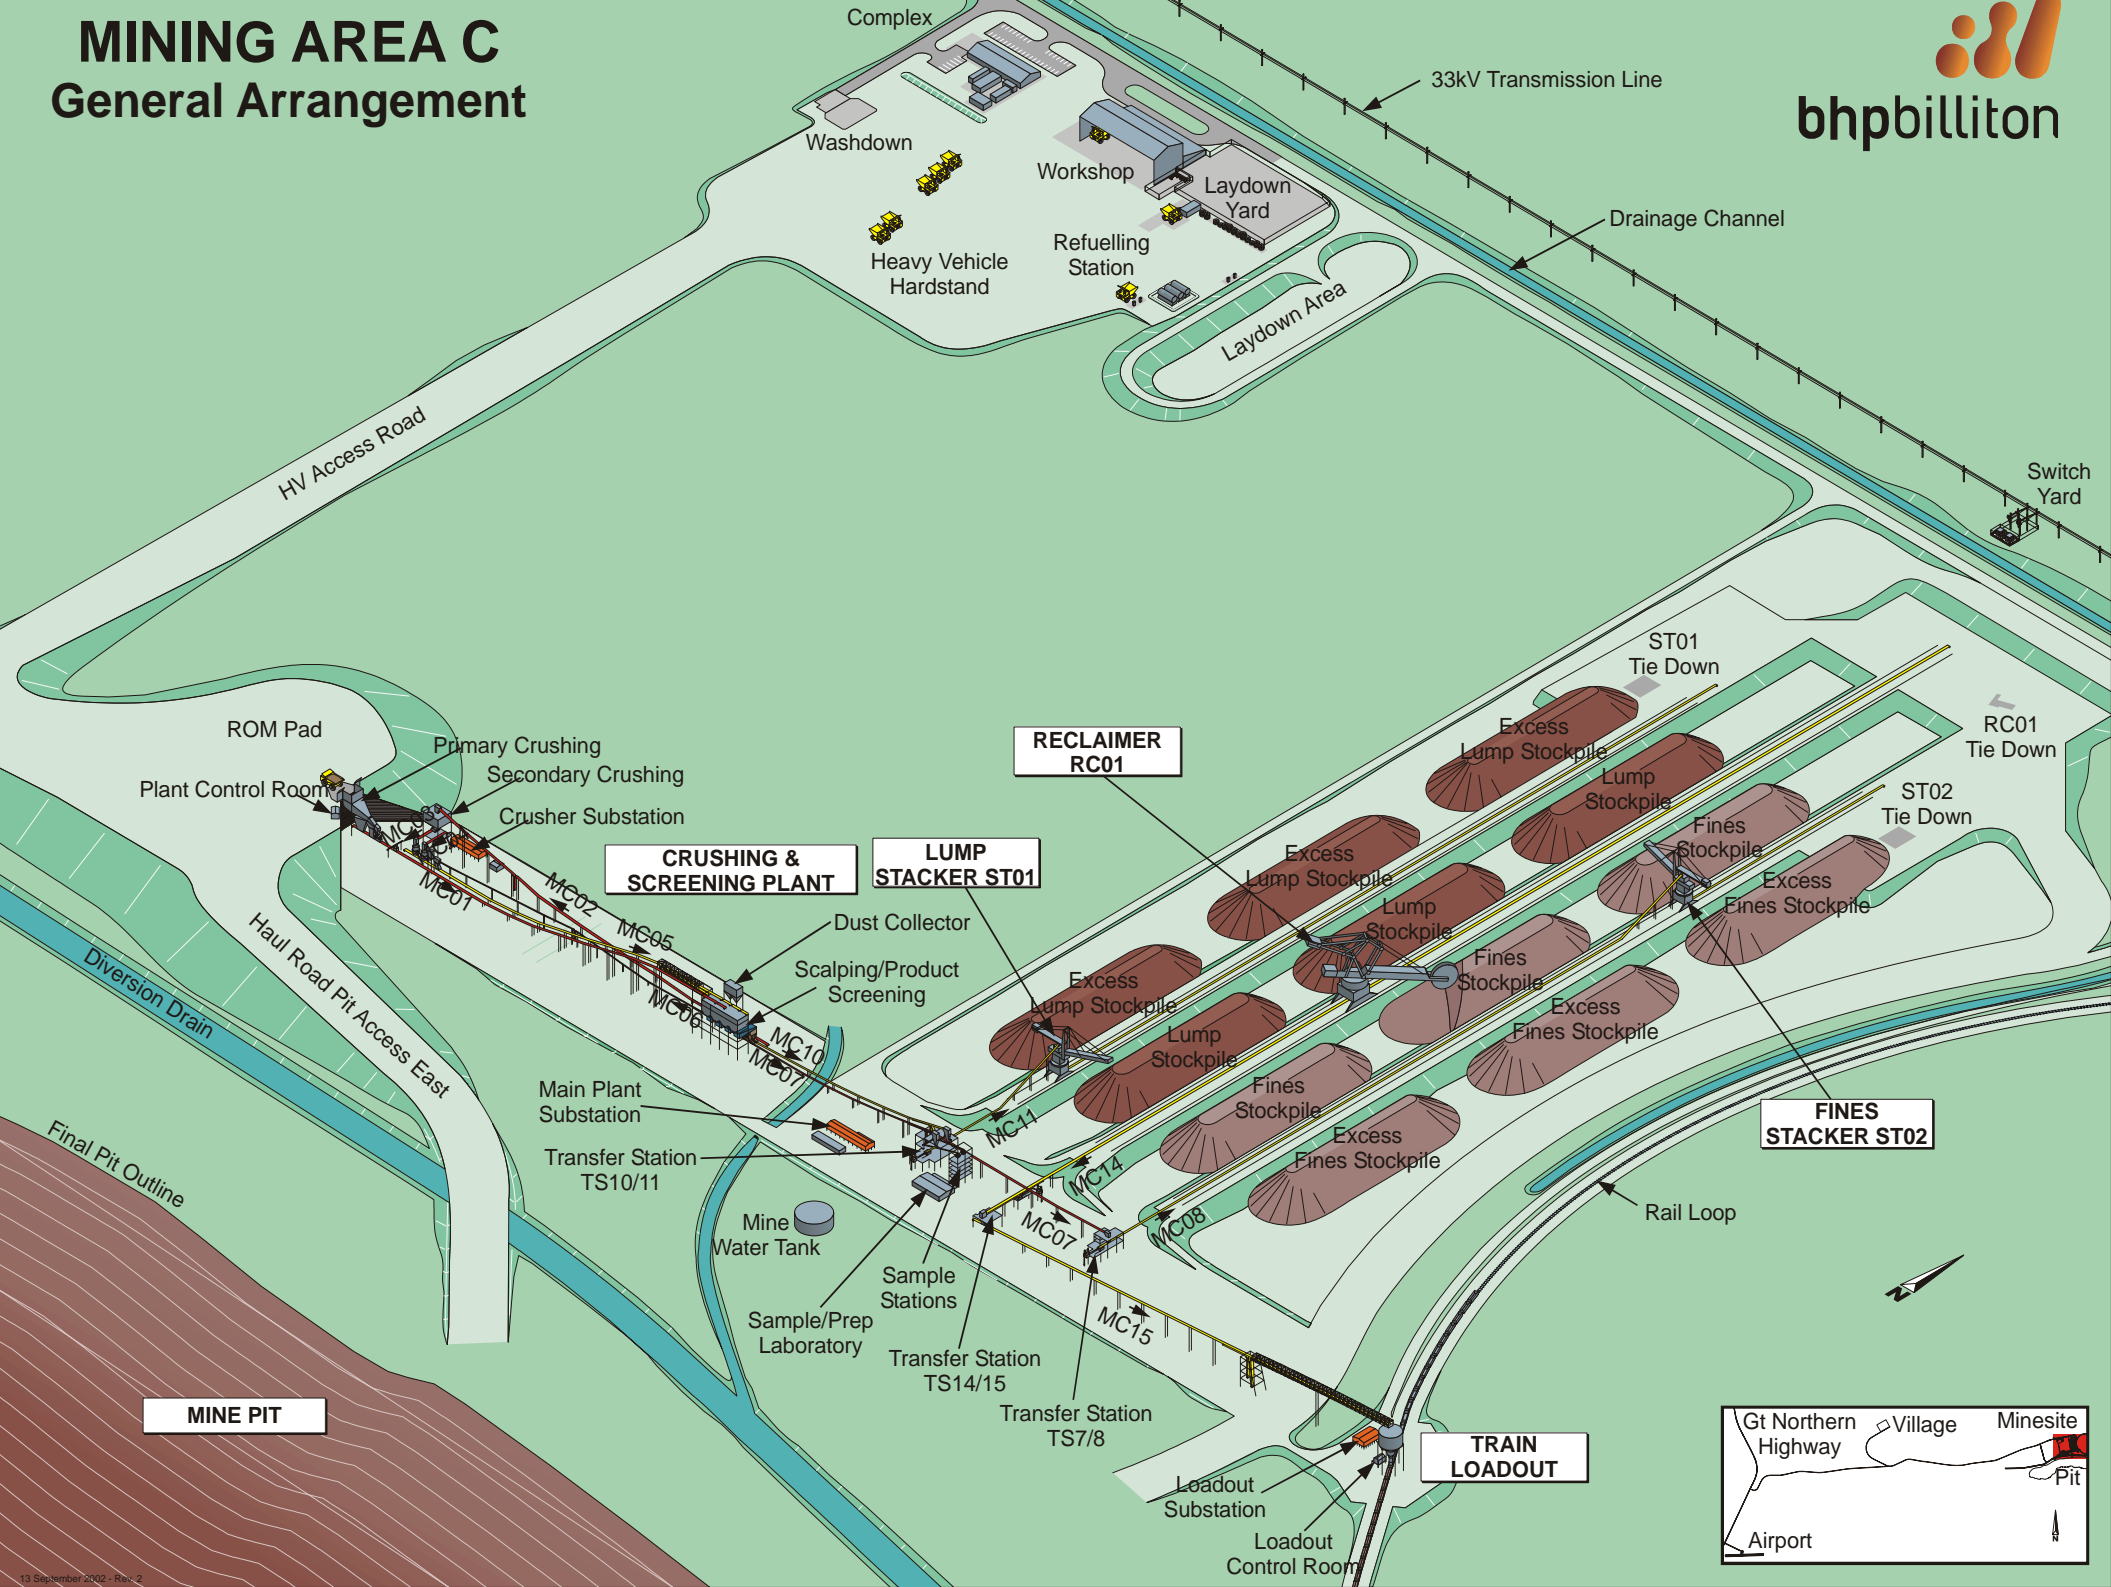 MINING AREA C
General Arrangement
Complex
bhpbilliton
33kV Transmission Line
Washdown
Workshop
Laydown
Yard
Drainage Channel
Refuelling
Station
Heavy Vehicle
Hardstand
Laydown Area
HV Access Road
Switch
Yard
ST01
Tie Down
RC01
Tie Down
ST02
Tie Down
ROM Pad
Primary Crushing
Secondary Crushing
Plant Control Room
Crusher Substation
RECLAIMER
RC01
CRUSHING &
SCREENING PLANT
LUMP
STACKER ST01
Excess
Lump Stockpile
Lump
Stockpile
Fines
Stockpile
Excess
Fines Stockpile
Excess
Lump Stockpile
Lump
Stockpile
Fines
Stockpile
Excess
Fines Stockpile
Excess
Lump Stockpile
Lump
Stockpile
Fines
Stockpile
Excess
Fines Stockpile
MC03
MC01
MC02
MC05
MC06
MC10
MC07
Dust Collector
Scalping/Product
Screening
Haul Road Pit Access East
Diversion Drain
Final Pit Outline
Main Plant
Substation
Transfer Station
TS10/11
MC11
MC14
MC07
MC08
MC15
FINES
STACKER ST02
Rail Loop
Mine
Water Tank
Sample
Stations
Sample/Prep
Laboratory
Transfer Station
TS14/15
Transfer Station
TS7/8
N
MINE PIT
TRAIN
LOADOUT
Loadout
Substation
Loadout
Control Room
Gt Northern
Highway
Village
Minesite
Pit
Airport
N
13 September 2002 - Rev. 2